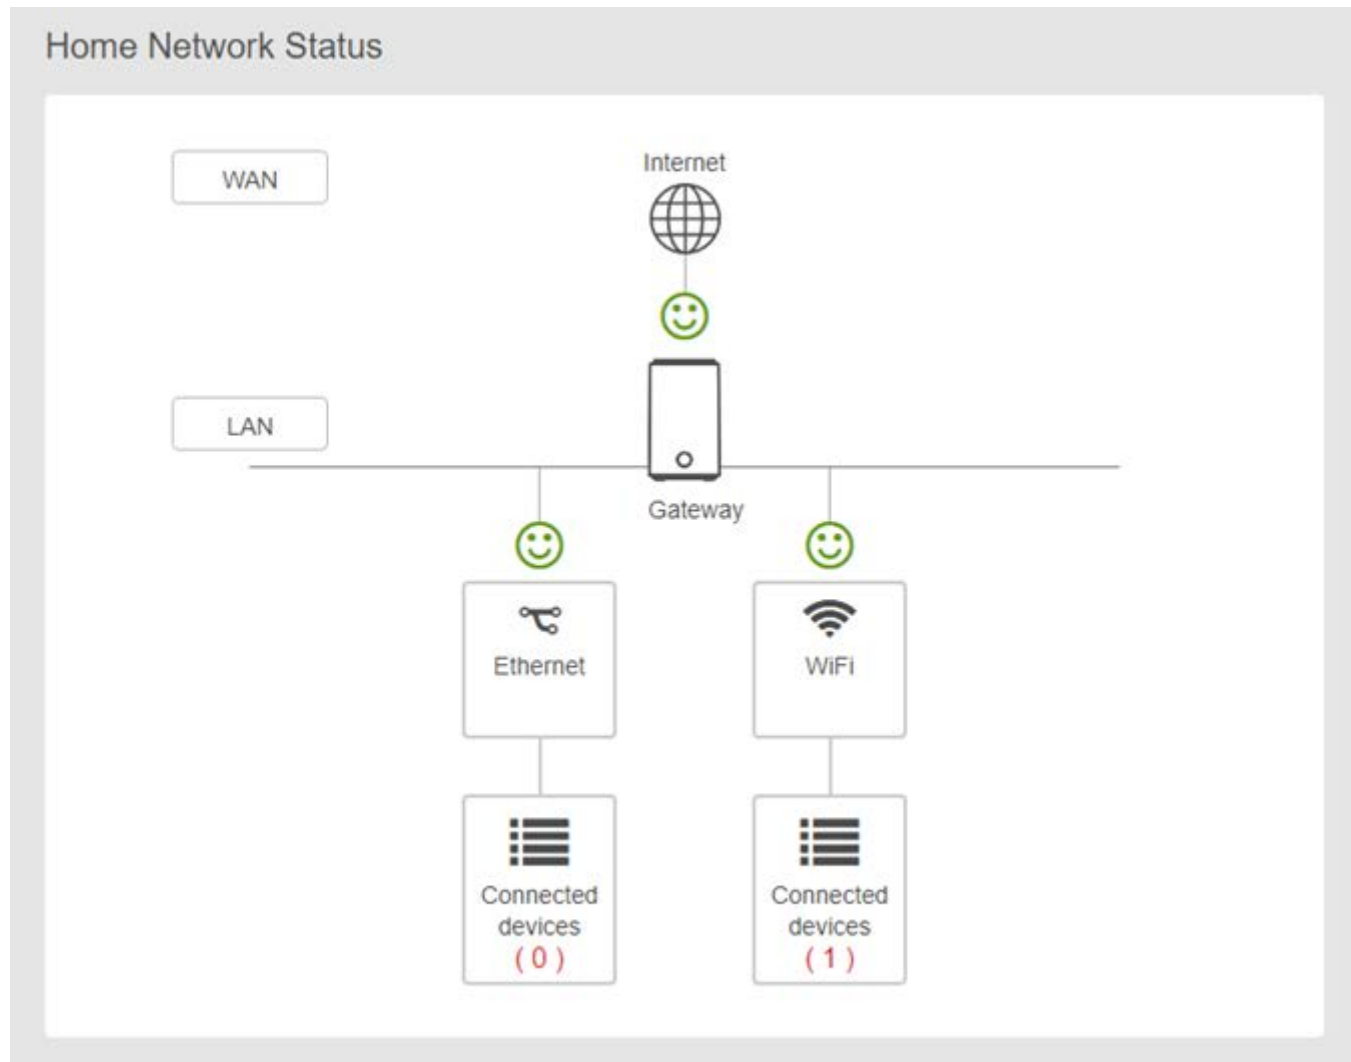 Home Network Status
WAN
Internet
LAN
Gateway
Ethernet
WiFi
Connected
devices
( 0 )
Connected
devices
( 1 )